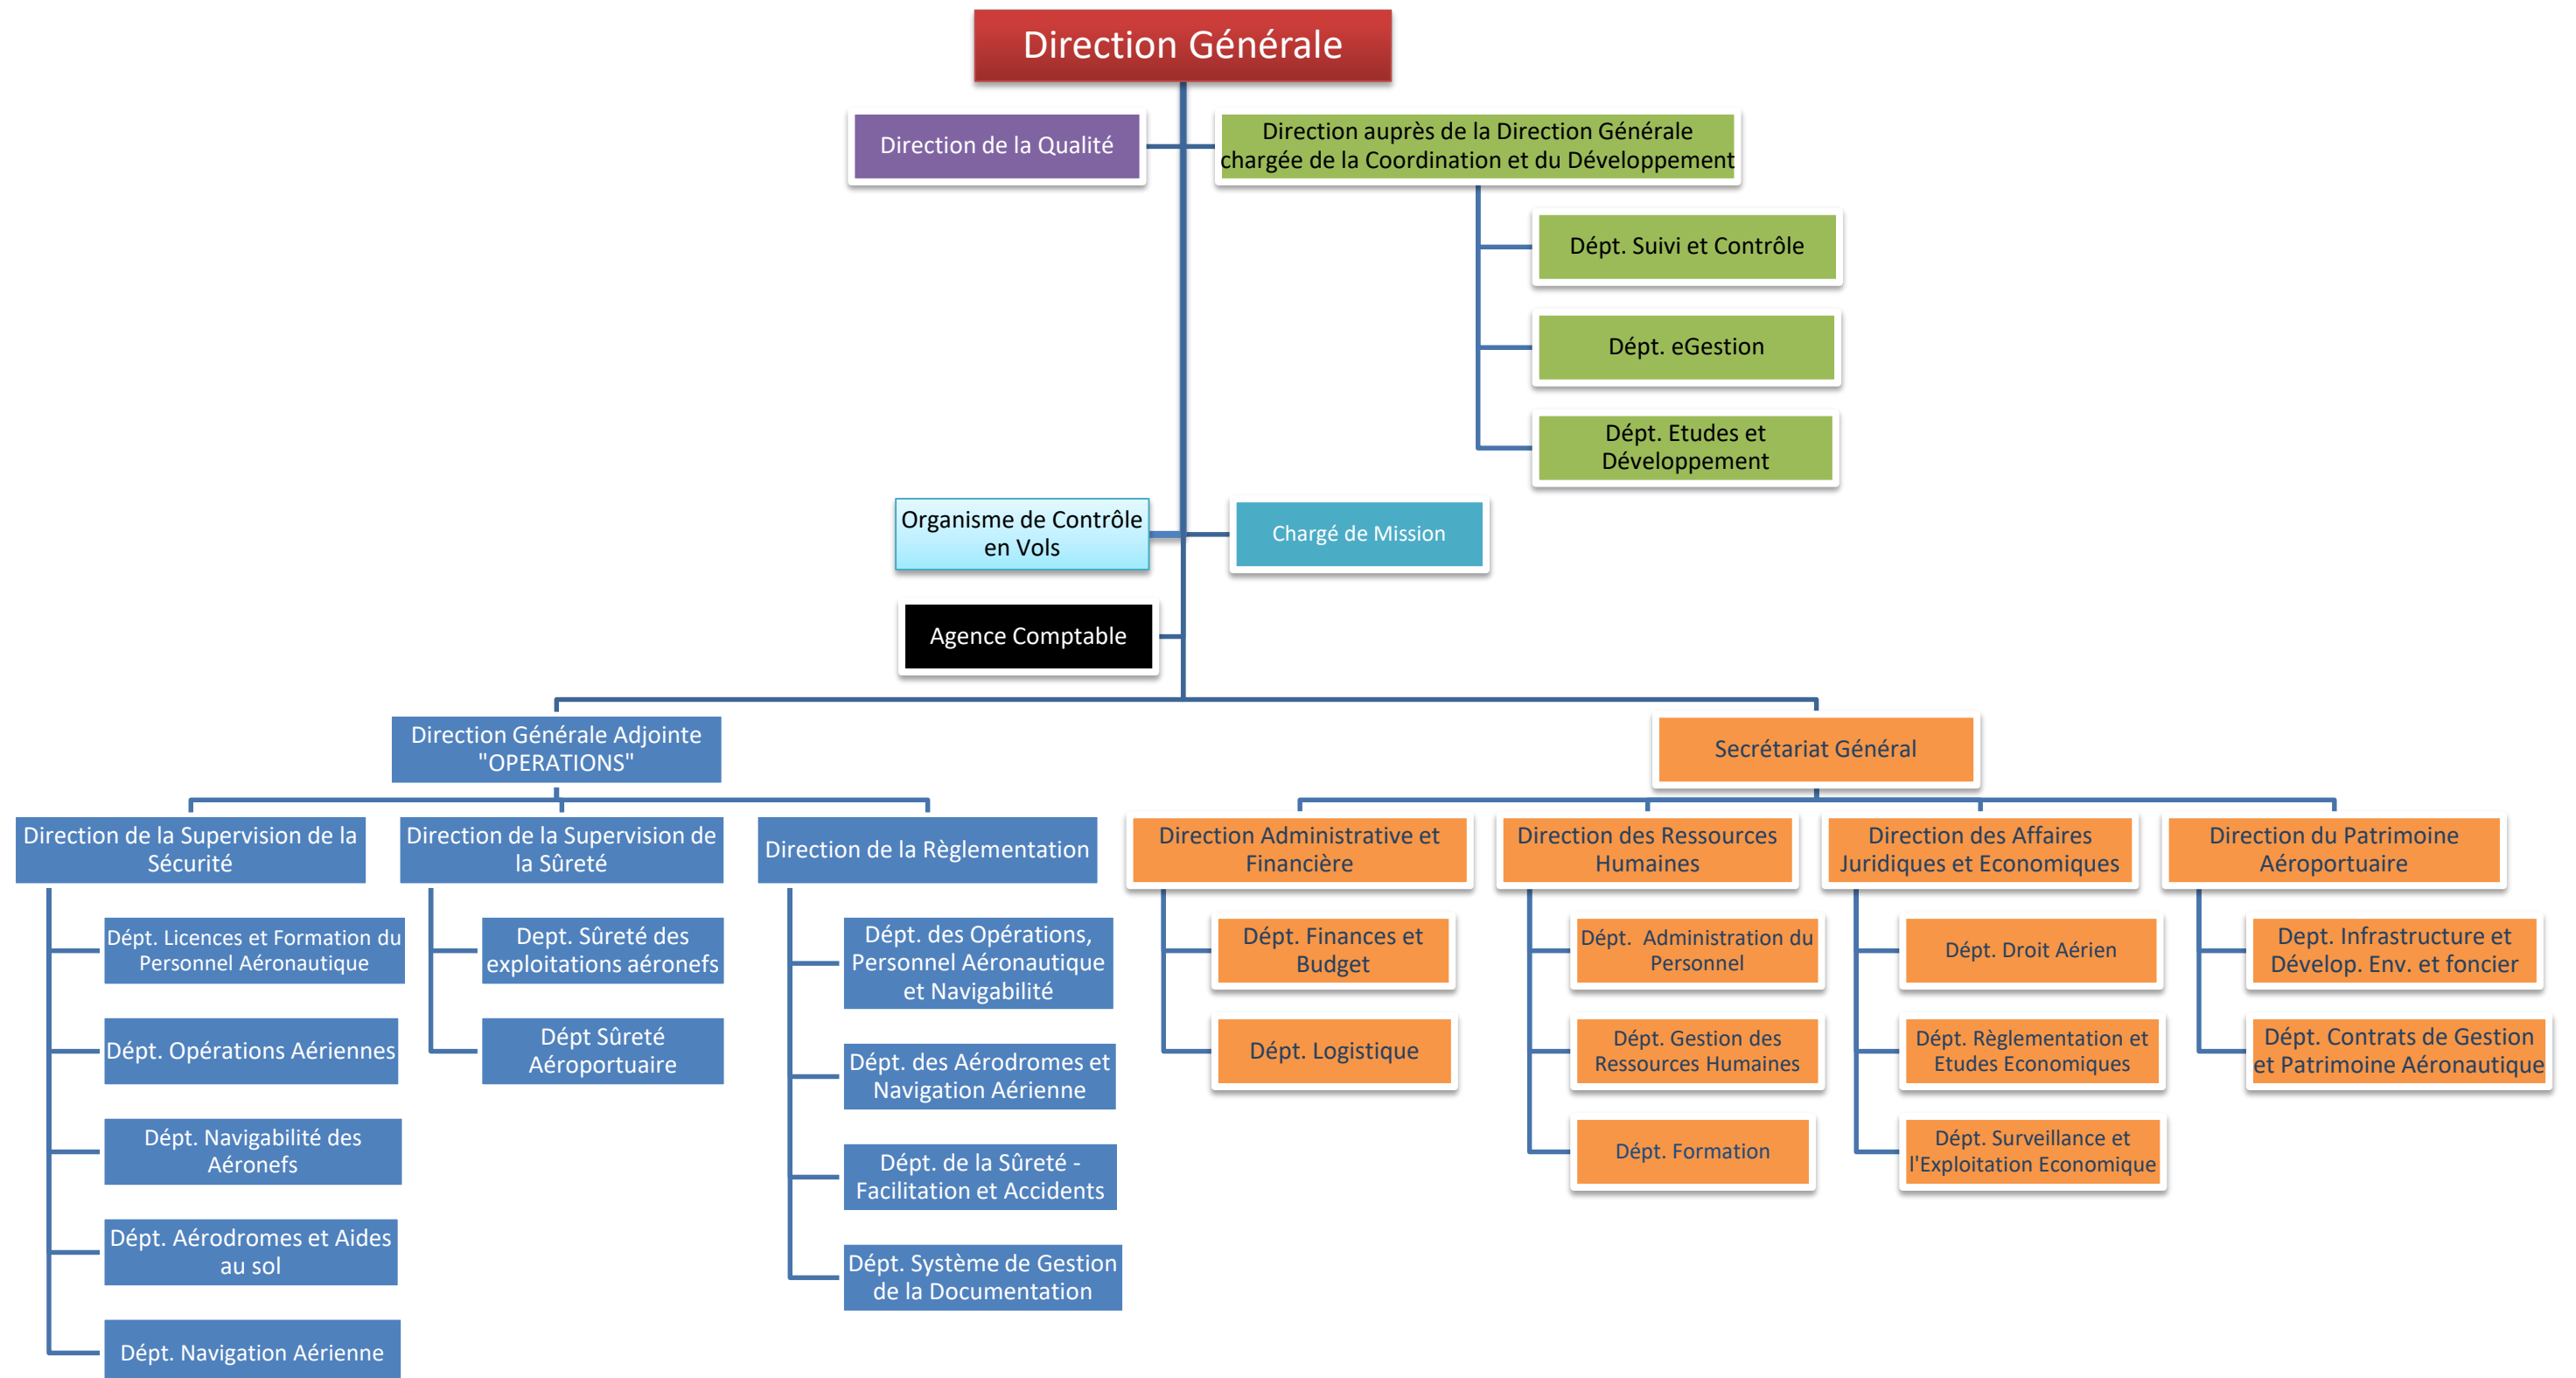 Direction Générale
Direction de la Qualité
Direction auprès de la Direction Générale
chargée de la Coordination et du Développement
Dépt. Suivi et Contrôle
Dépt. eGestion
Dépt. Etudes et
Développement
Organisme de Contrôle
en Vols
Chargé de Mission
Agence Comptable
Direction Générale Adjointe
"OPERATIONS"
Secrétariat Général
Direction de la Supervision de la
Sécurité
Dépt. Licences et Formation du
Personnel Aéronautique
Dépt. Opérations Aériennes
Dépt. Navigabilité des
Aéronefs
Dépt. Aérodromes et Aides
au sol
Dépt. Navigation Aérienne
Direction de la Supervision de
la Sûreté
Dept. Sûreté des
exploitations aéronefs
Dépt Sûreté
Aéroportuaire
Direction de la Règlementation
Dépt. des Opérations,
Personnel Aéronautique
et Navigabilité
Dépt. des Aérodromes et
Navigation Aérienne
Dépt. de la Sûreté -
Facilitation et Accidents
Dépt. Système de Gestion
de la Documentation
Direction Administrative et
Financière
Dépt. Finances et
Budget
Dépt. Logistique
Direction des Ressources
Humaines
Dépt. Administration du
Personnel
Dépt. Gestion des
Ressources Humaines
Dépt. Formation
Direction des Affaires
Juridiques et Economiques
Dépt. Droit Aérien
Dépt. Règlementation et
Etudes Economiques
Dépt. Surveillance et
l'Exploitation Economique
Direction du Patrimoine
Aéroportuaire
Dept. Infrastructure et
Dévelop. Env. et foncier
Dépt. Contrats de Gestion
et Patrimoine Aéronautique